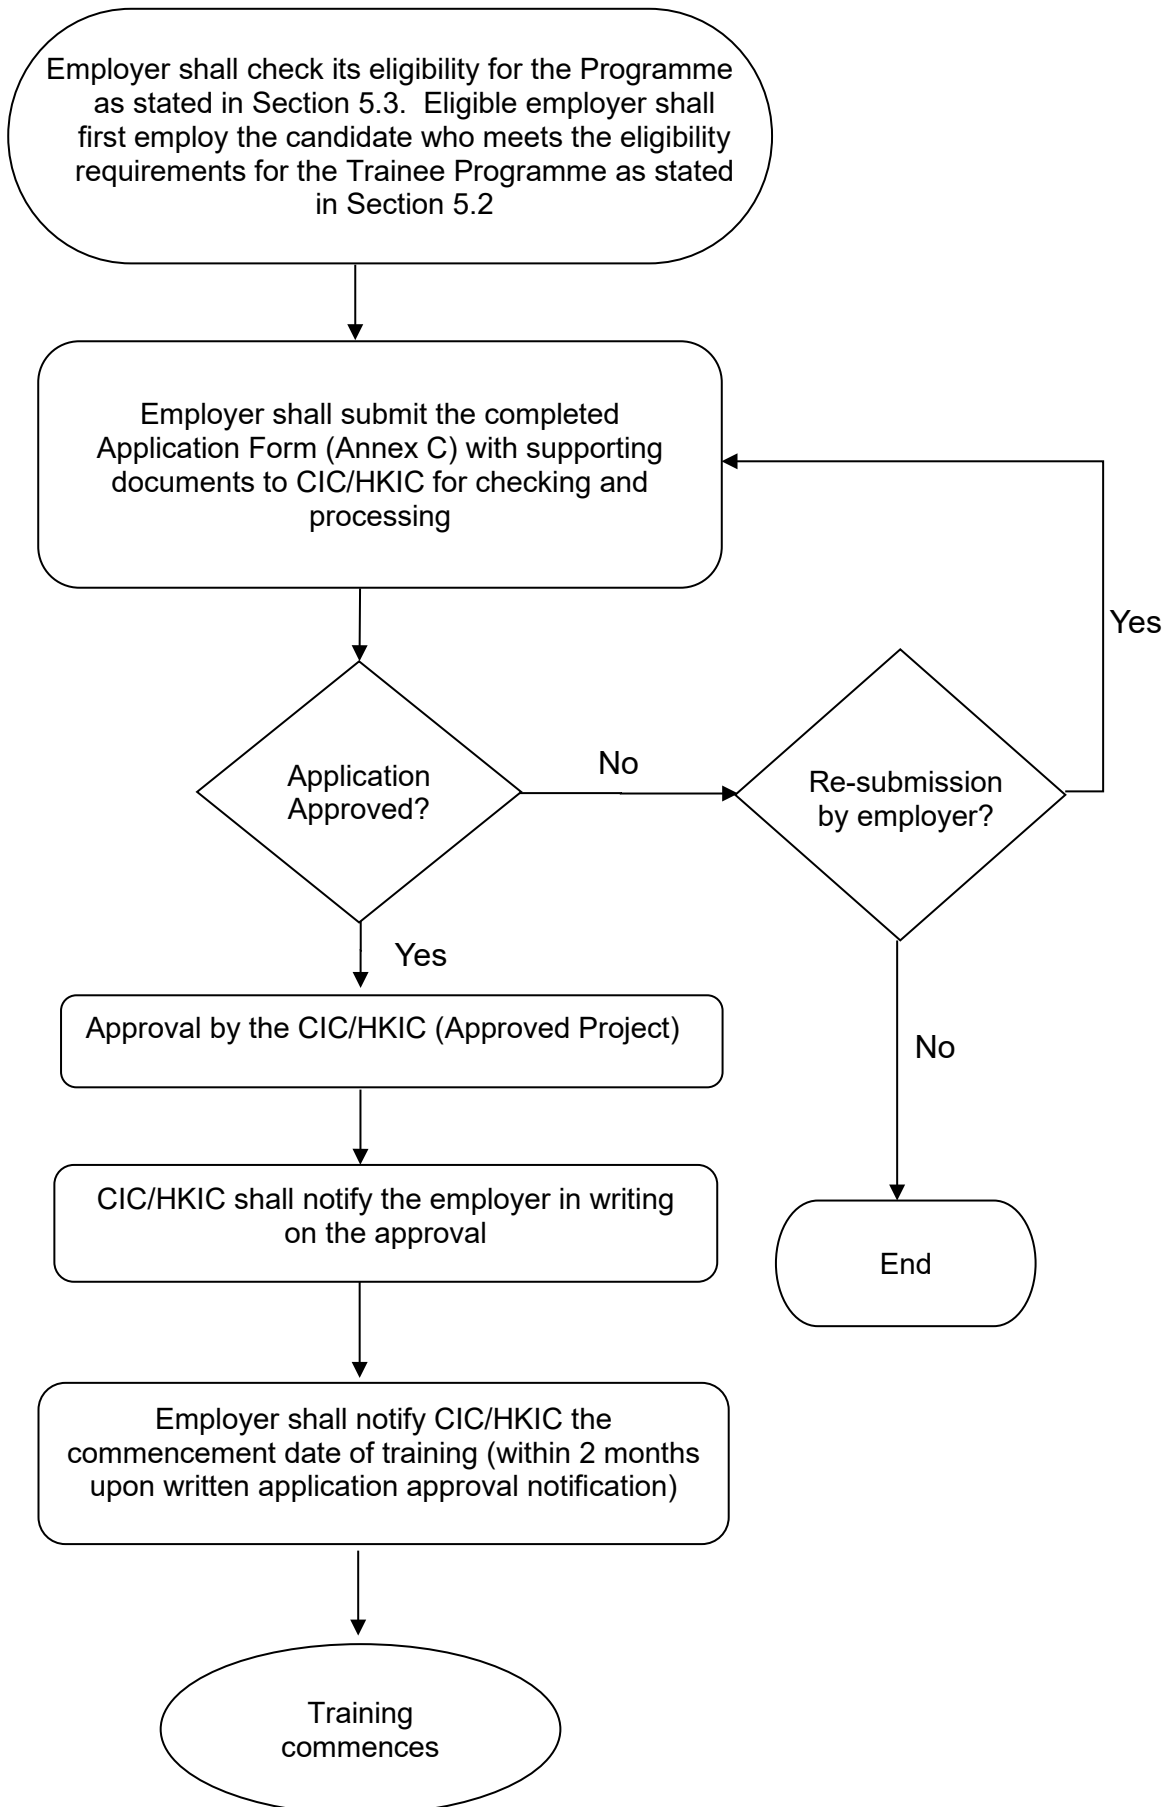 Employer shall check its eligibility for the Programme
as stated in Section 5.3.  Eligible employer shall
first employ the candidate who meets the eligibility
requirements for the Trainee Programme as stated
in Section 5.2
Employer shall submit the completed
Application Form (Annex C) with supporting
documents to CIC/HKIC for checking and
processing
Yes
Application
Approved?
No
Re-submission
by employer?
Yes
Approval by the CIC/HKIC (Approved Project)
No
CIC/HKIC shall notify the employer in writing
on the approval
End
Employer shall notify CIC/HKIC the
commencement date of training (within 2 months
upon written application approval notification)
Training
commences